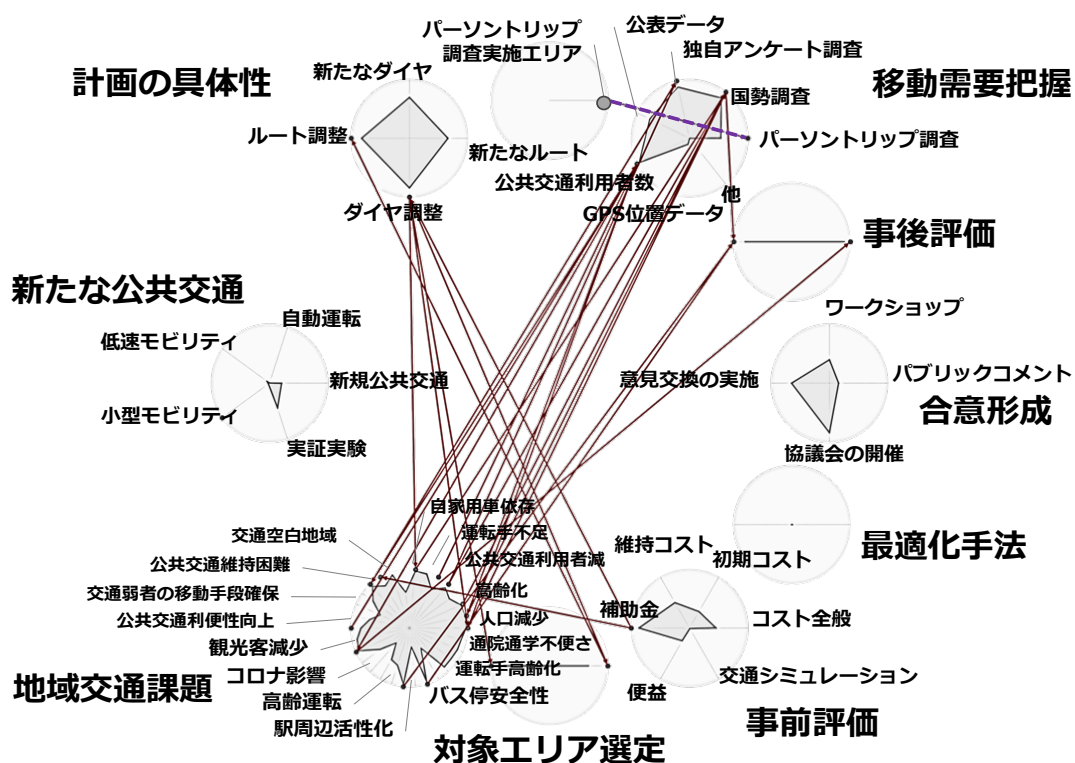 パーソントリップ
調査実施エリア
公表データ
独自アンケート調査
計画の具体性
新たなダイヤ
移動需要把握
国勢調査
ルート調整
パーソントリップ調査
新たなルート
公共交通利用者数
他
ダイヤ調整
GPS位置データ
事後評価
新たな公共交通
ワークショップ
自動運転
低速モビリティ
新規公共交通
意見交換の実施
パブリックコメント
合意形成
小型モビリティ
実証実験
協議会の開催
自家用車依存
交通空白地域
運転手不足
維持コスト
初期コスト
最適化手法
公共交通維持困難
公共交通利用者減
交通弱者の移動手段確保
高齢化
補助金
公共交通利便性向上
人口減少
コスト全般
観光客減少
通院通学不便さ
コロナ影響
運転手高齢化
交通シミュレーション
地域交通課題
高齢運転
バス停安全性
便益
駅周辺活性化
事前評価
対象エリア選定